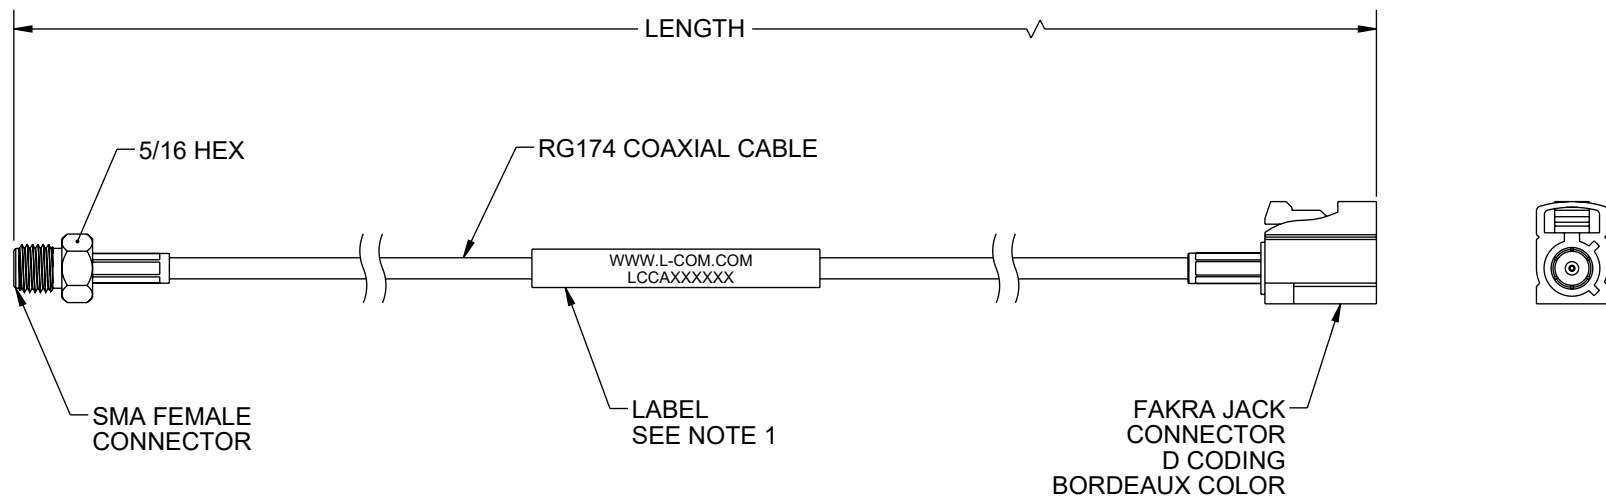 LENGTH
5/16 HEX
RG174 COAXIAL CABLE
WWW.L-COM.COM
LCCAXXXXXX
SMA FEMALE
CONNECTOR
LABEL
SEE NOTE 1
FAKRA JACK
CONNECTOR
D CODING
BORDEAUX COLOR